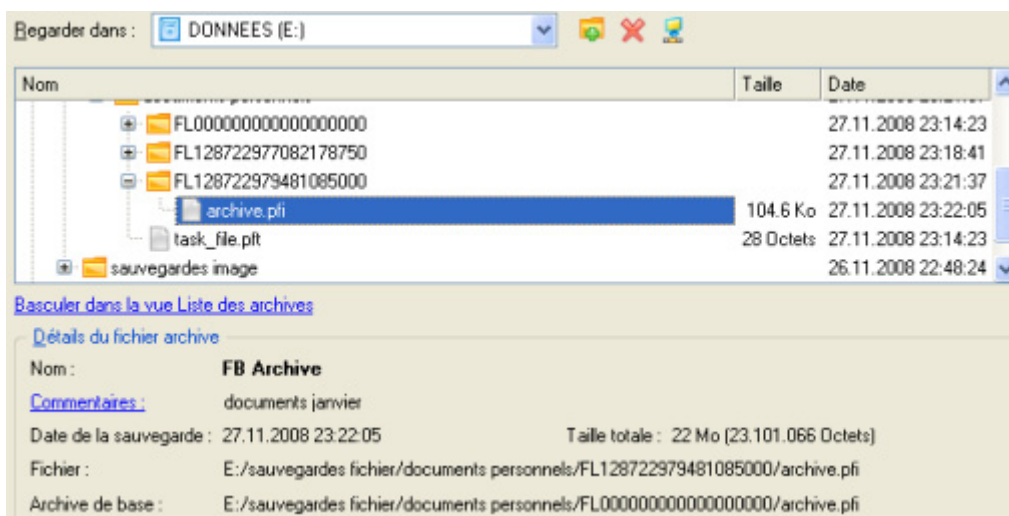 Regarder dans : DONNEES (E:)
Nom Taille Date
FL000000000000000000 27.11.2008 23:14:23
FL128722977082178750 27.11.2008 23:18:41
FL128722979481085000 27.11.2008 23:21:37
archive.pfi 104.6 Ko 27.11.2008 23:22:05
task_file.pft 28 Octets 27.11.2008 23:14:23
sauvegardes image 26.11.2008 22:48:24
Basculer dans la vue Liste des archives
Détails du fichier archive
Nom : FB Archive
Commentaires : documents janvier
Date de la sauvegarde : 27.11.2008 23:22:05 Taille totale : 22 Mo (23.101.066 Octets)
Fichier : E:/sauvegardes fichier/documents personnels/FL128722979481085000/archive.pfi
Archive de base : E:/sauvegardes fichier/documents personnels/FL000000000000000000/archive.pfi